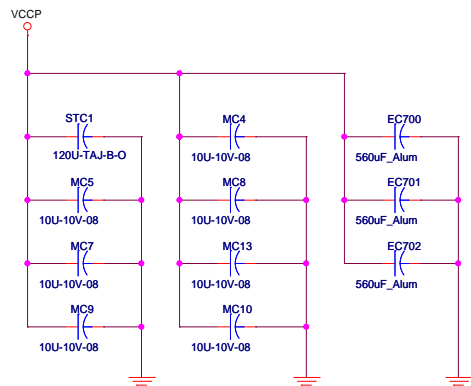 VCCP
STC1
120U-TAJ-B-O
MC5
10U-10V-08
MC7
10U-10V-08
MC9
10U-10V-08
MC4
10U-10V-08
MC8
10U-10V-08
MC13
10U-10V-08
MC10
10U-10V-08
EC700
560uF_Alum
EC701
560uF_Alum
EC702
560uF_Alum